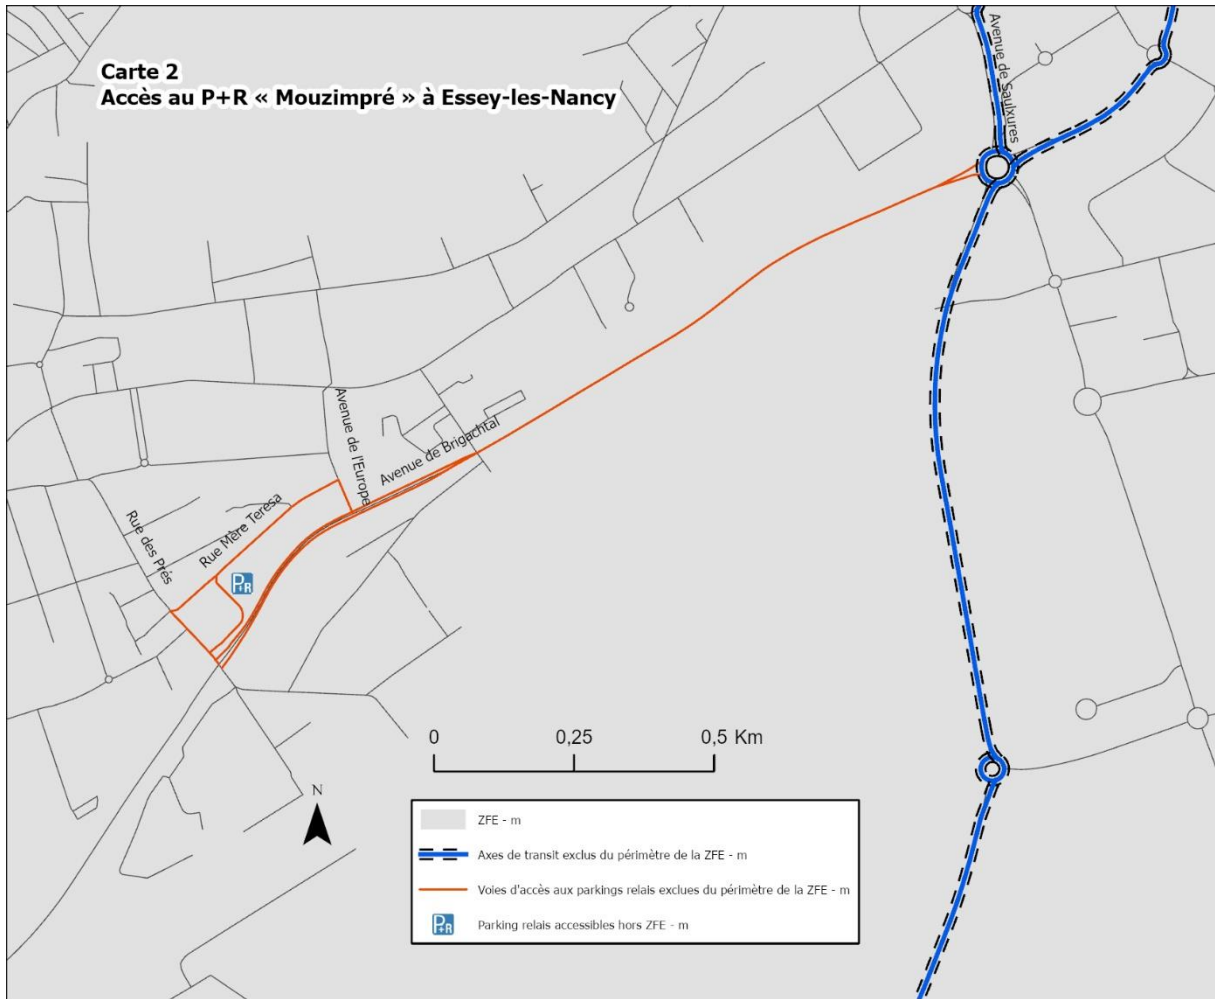 Carte 2
Accès au P+R « Mouzimpré » à Essey-les-Nancy
Avenue de Saulxures
Avenue de l'Europe
Avenue de Brigachtal
Rue Mère Teresa
Rue des Prés
P+R
0 0,25 0,5 Km
N
ZFE - m
Axes de transit exclus du périmètre de la ZFE - m
Voies d'accès aux parkings relais exclues du périmètre de la ZFE - m
P+R
Parking relais accessibles hors ZFE - m